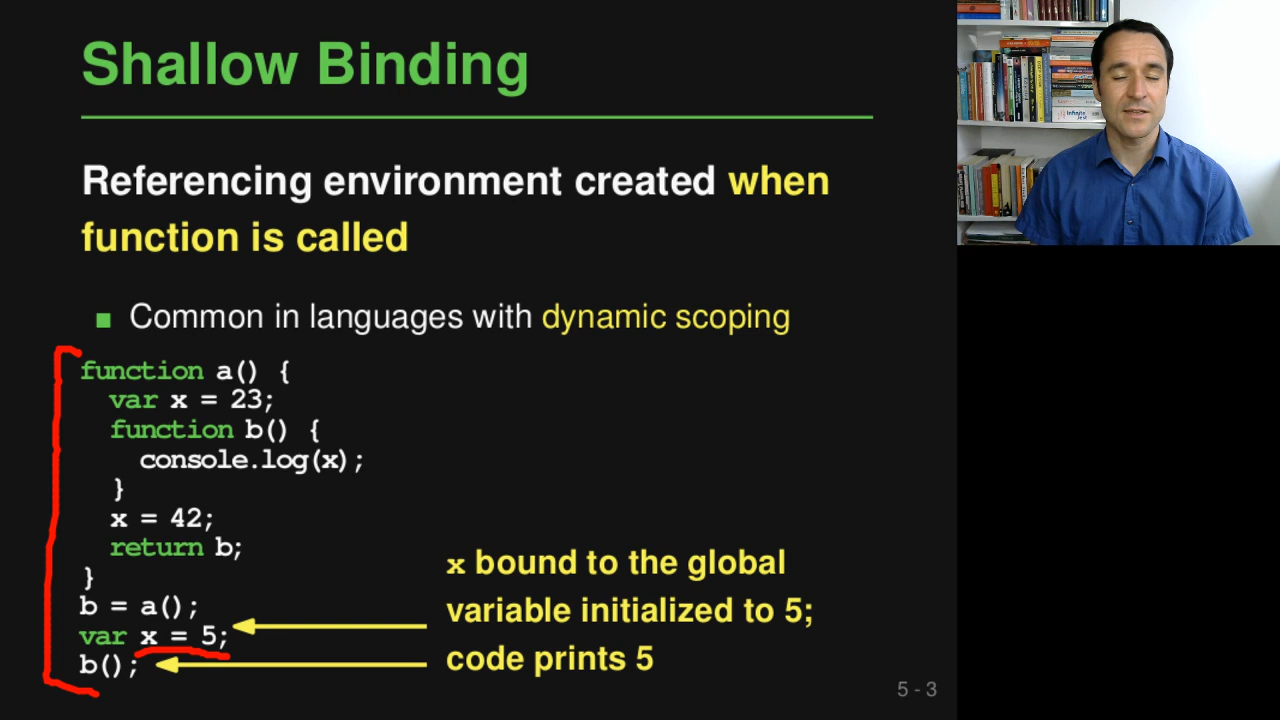 Shallow Binding
Referencing environment created when
function is called
Common in languages with dynamic scoping
function a() {
var x = 23;
function b() {
console.log(x);
}
x = 42;
return b;
}
b = a();
var x = 5;
b();
x bound to the global
variable initialized to 5;
code prints 5
5 - 3
Infinite
Jest